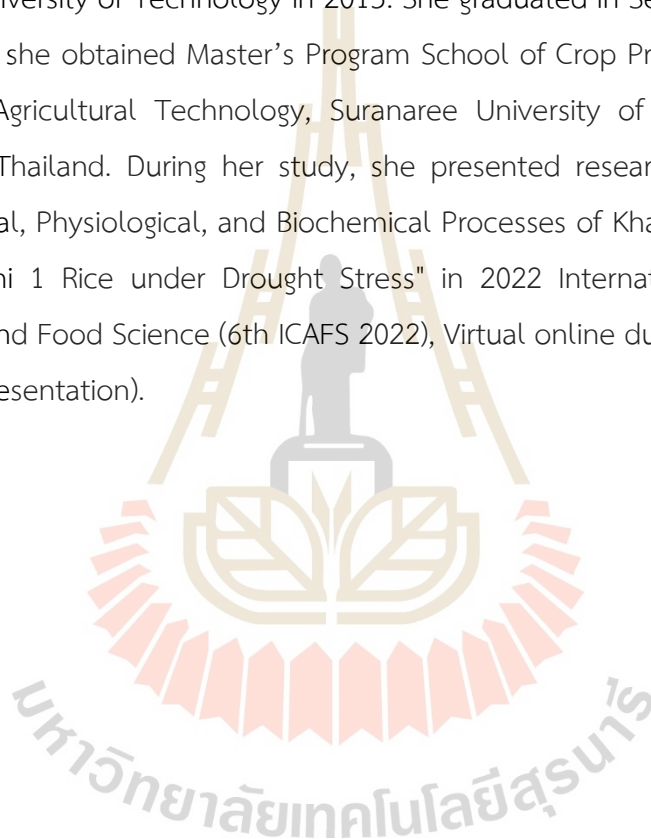 iversity of Technology in 2015. She graduated in Se
she obtained Master's Program School of Crop Pr
Agricultural Technology, Suranaree University of
Thailand. During her study, she presented resear
al, Physiological, and Biochemical Processes of Kha
ni 1 Rice under Drought Stress" in 2022 Internat
nd Food Science (6th ICAFS 2022), Virtual online du
esentation).
มหาวิทยาลัยเทคโนโลยีสุรนารี